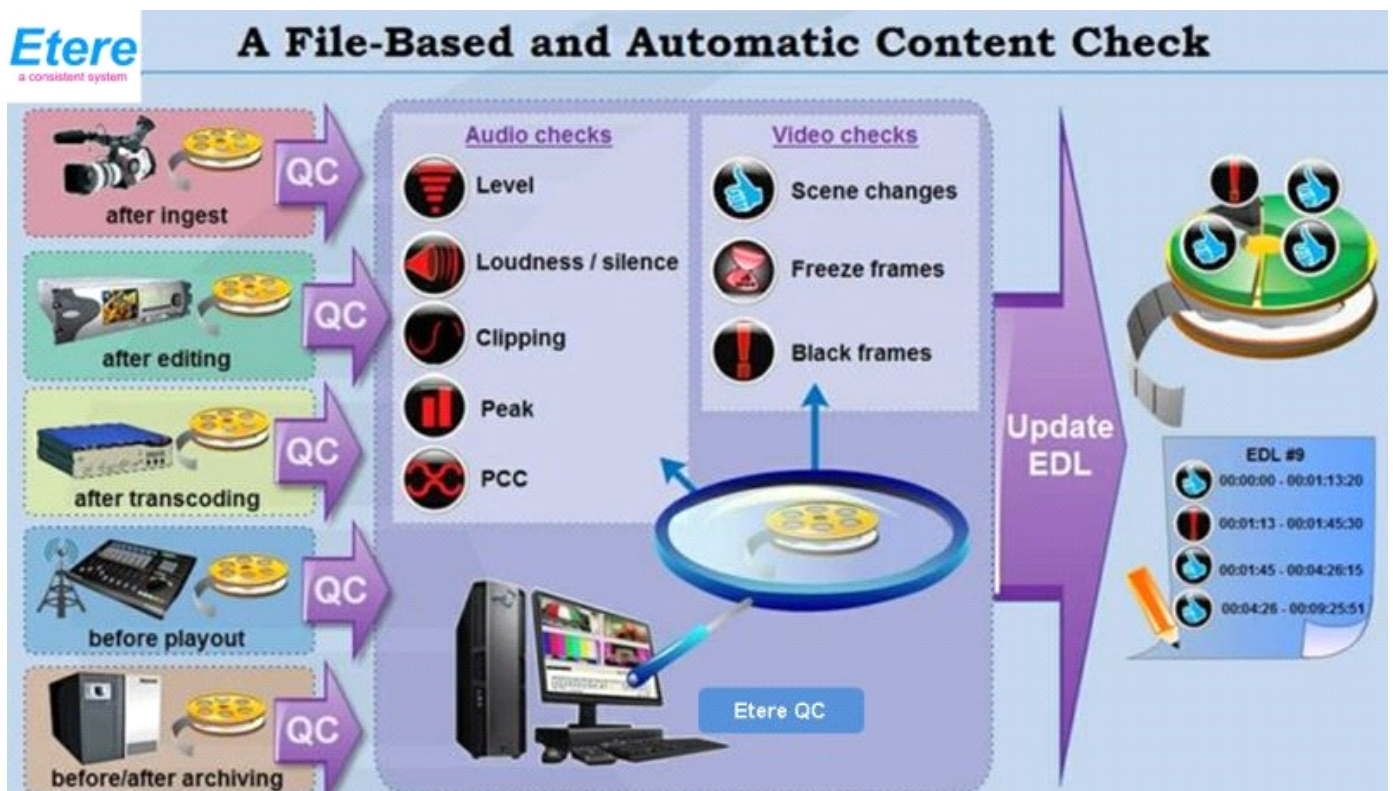 Etere
a consistent system
A File-Based and Automatic Content Check
QC
after ingest
QC
after editing
QC
after transcoding
QC
before playout
QC
before/after archiving
Audio checks
Level
Loudness / silence
Clipping
Peak
PCC
Video checks
Scene changes
Freeze frames
Black frames
Etere QC
Update
EDL
EDL #9
00:00:00 - 00:01:13:20
00:01:13 - 00:01:45:30
00:01:45 - 00:04:26:15
00:04:26 - 00:09:25:51